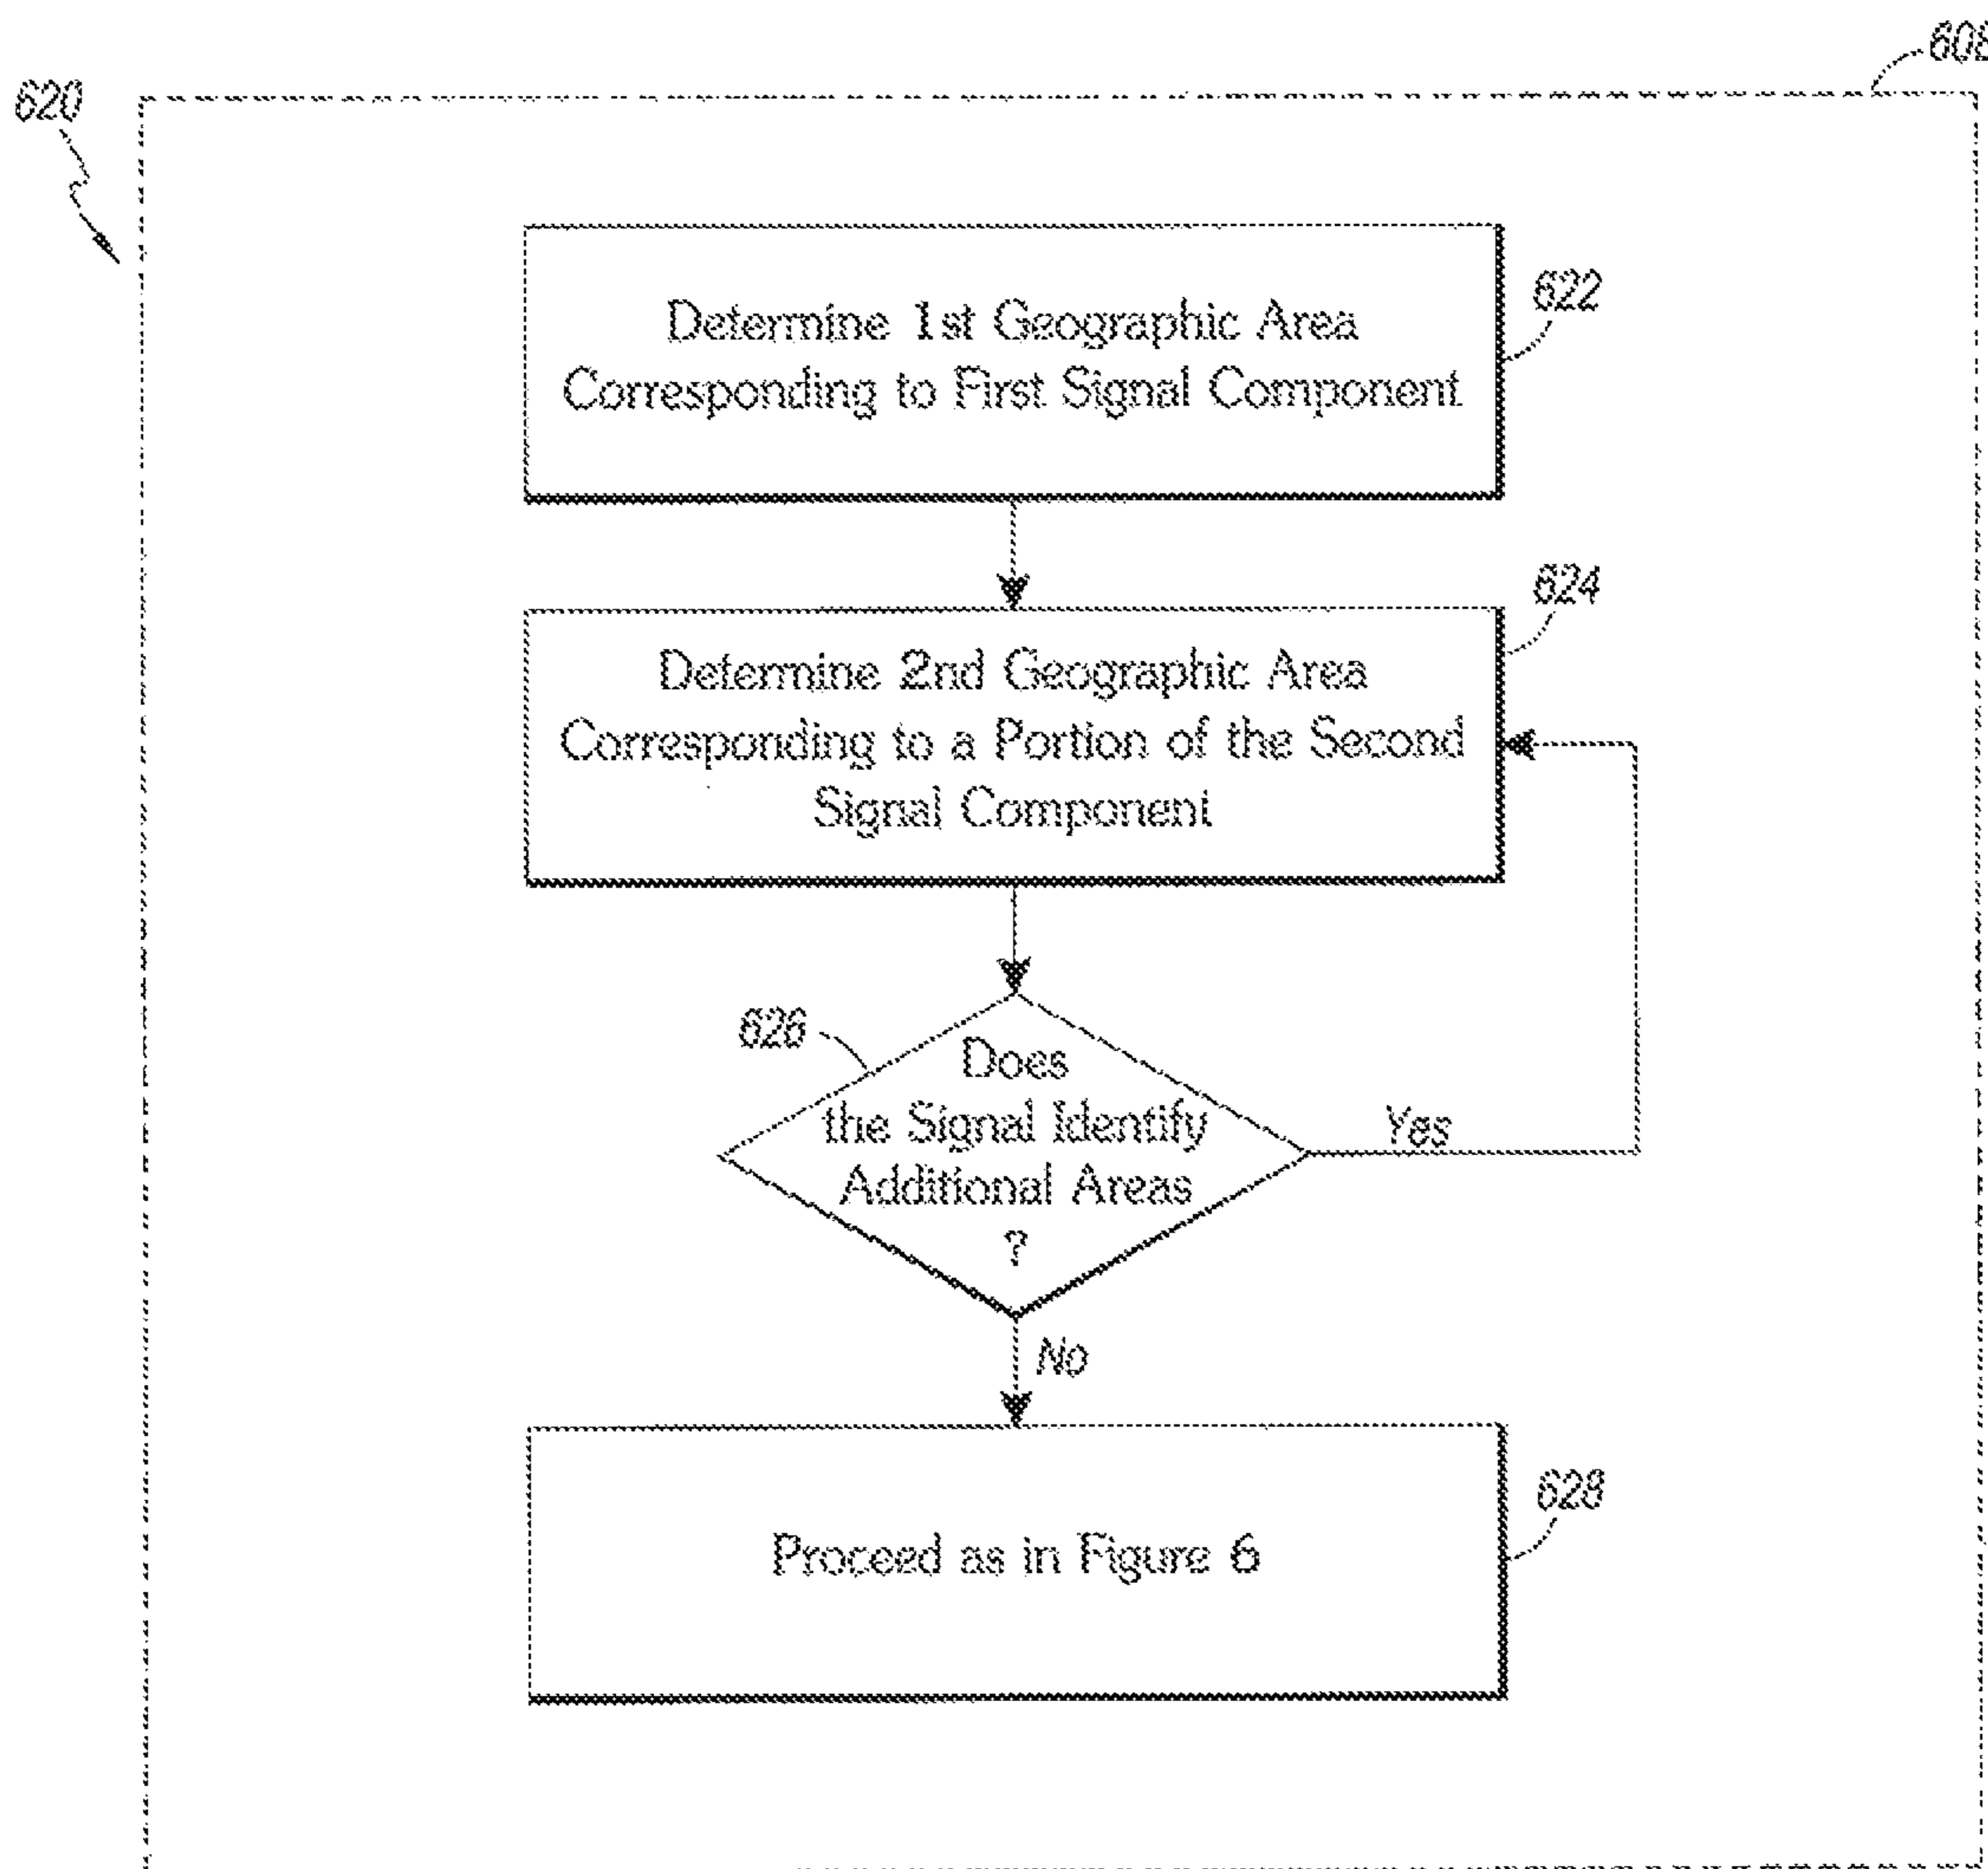 608
620
Determine 1st Geographic Area
Corresponding to First Signal Component
622
Determine 2nd Geographic Area
Corresponding to a Portion of the Second
Signal Component
624
626
Does
the Signal Identify
Additional Areas
?
Yes
No
Proceed as in Figure 6
628